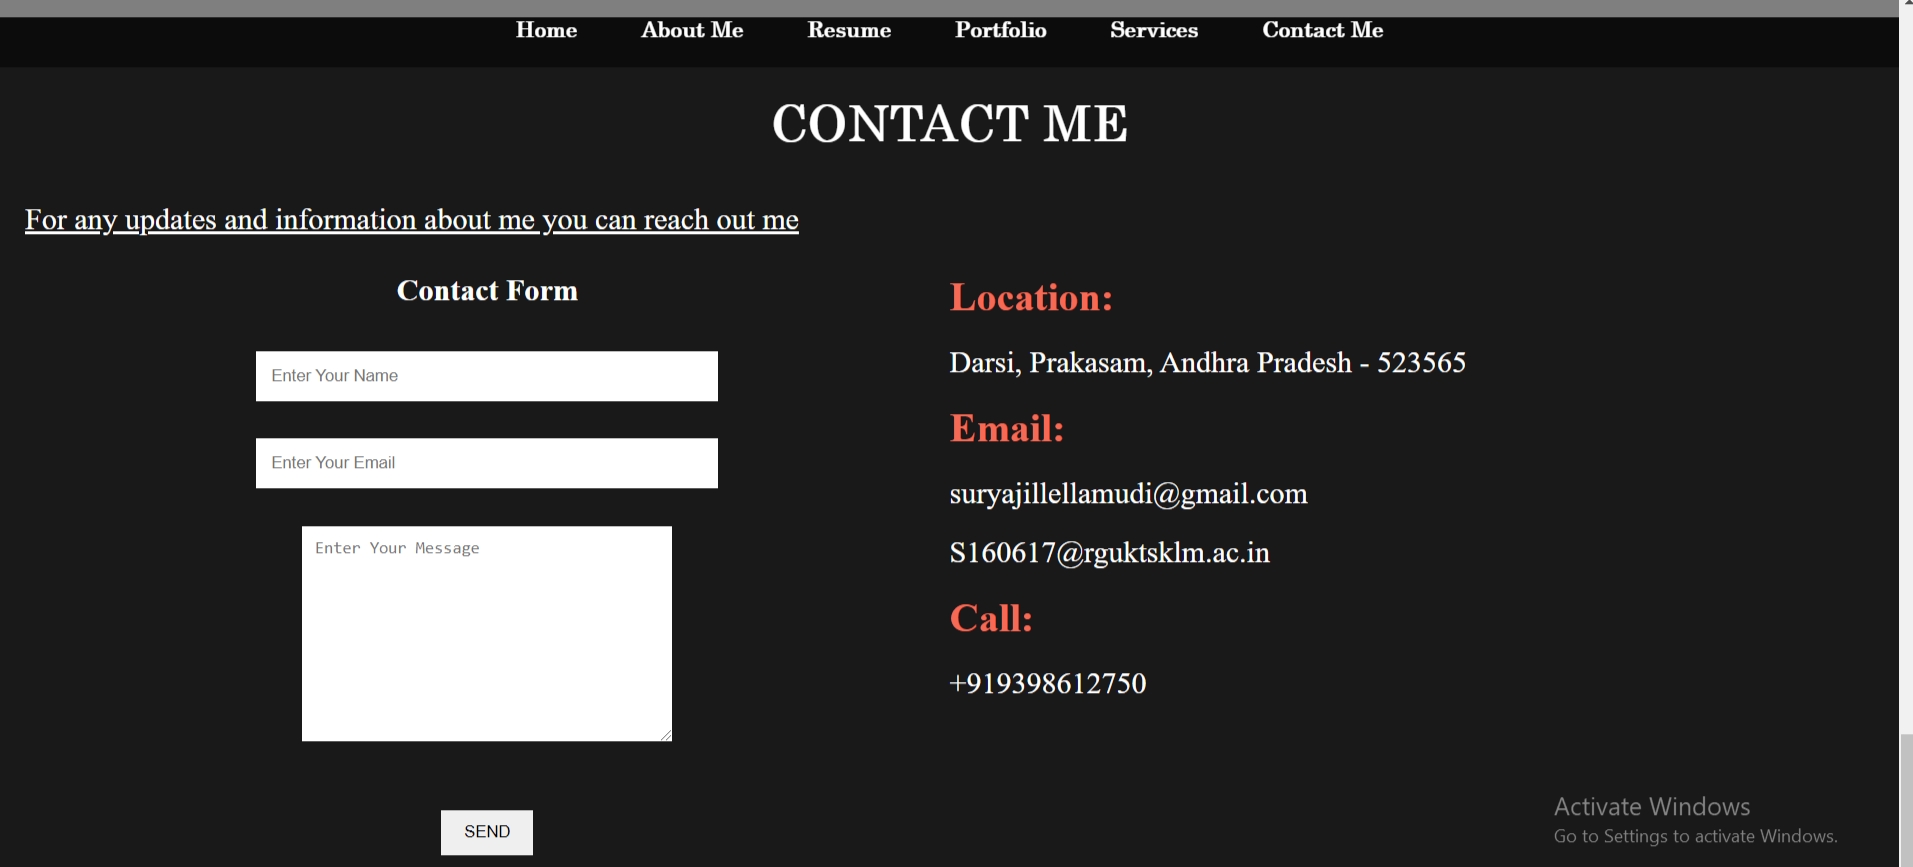 Home About Me Resume Portfolio Services Contact Me
CONTACT ME
For any updates and information about me you can reach out me
Contact Form
Enter Your Name
Enter Your Email
Enter Your Message
SEND
Location:
Darsi, Prakasam, Andhra Pradesh - 523565
Email:
suryajillellamudi@gmail.com
S160617@rguktsklm.ac.in
Call:
+919398612750
Activate Windows
Go to Settings to activate Windows.